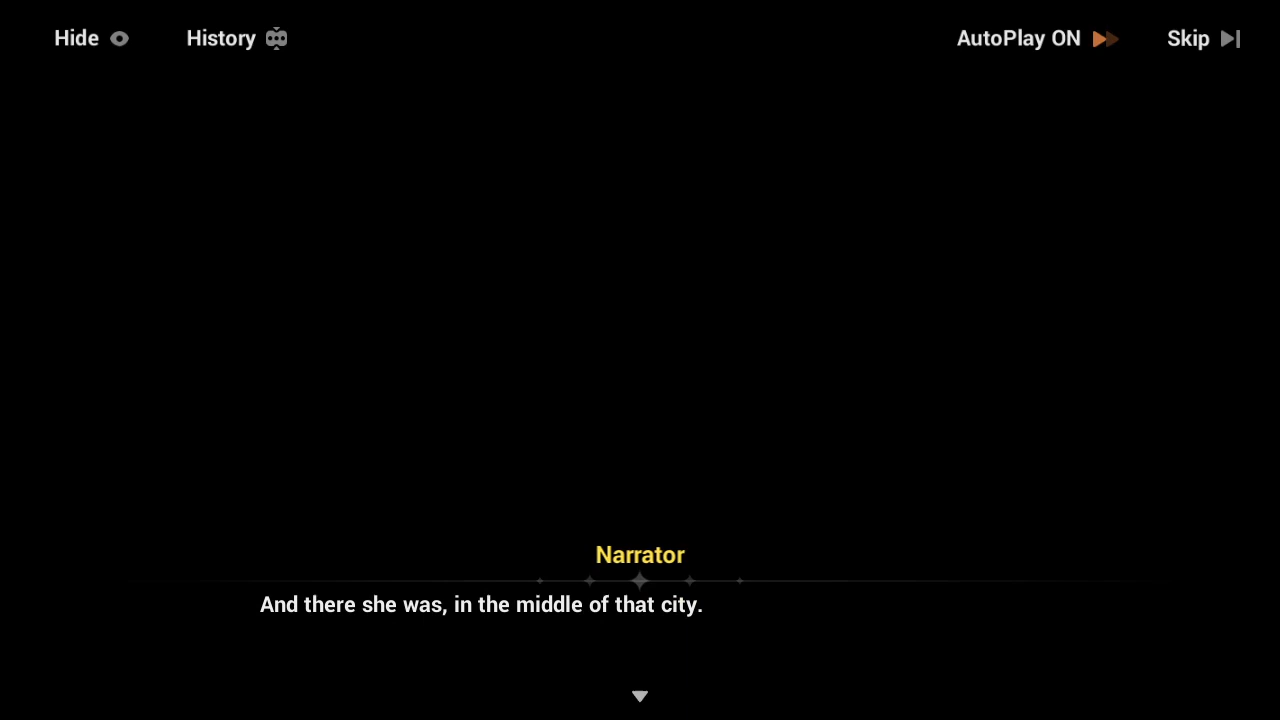 Hide
History
AutoPlay ON
Skip
Narrator
And there she was, in the middle of that city.